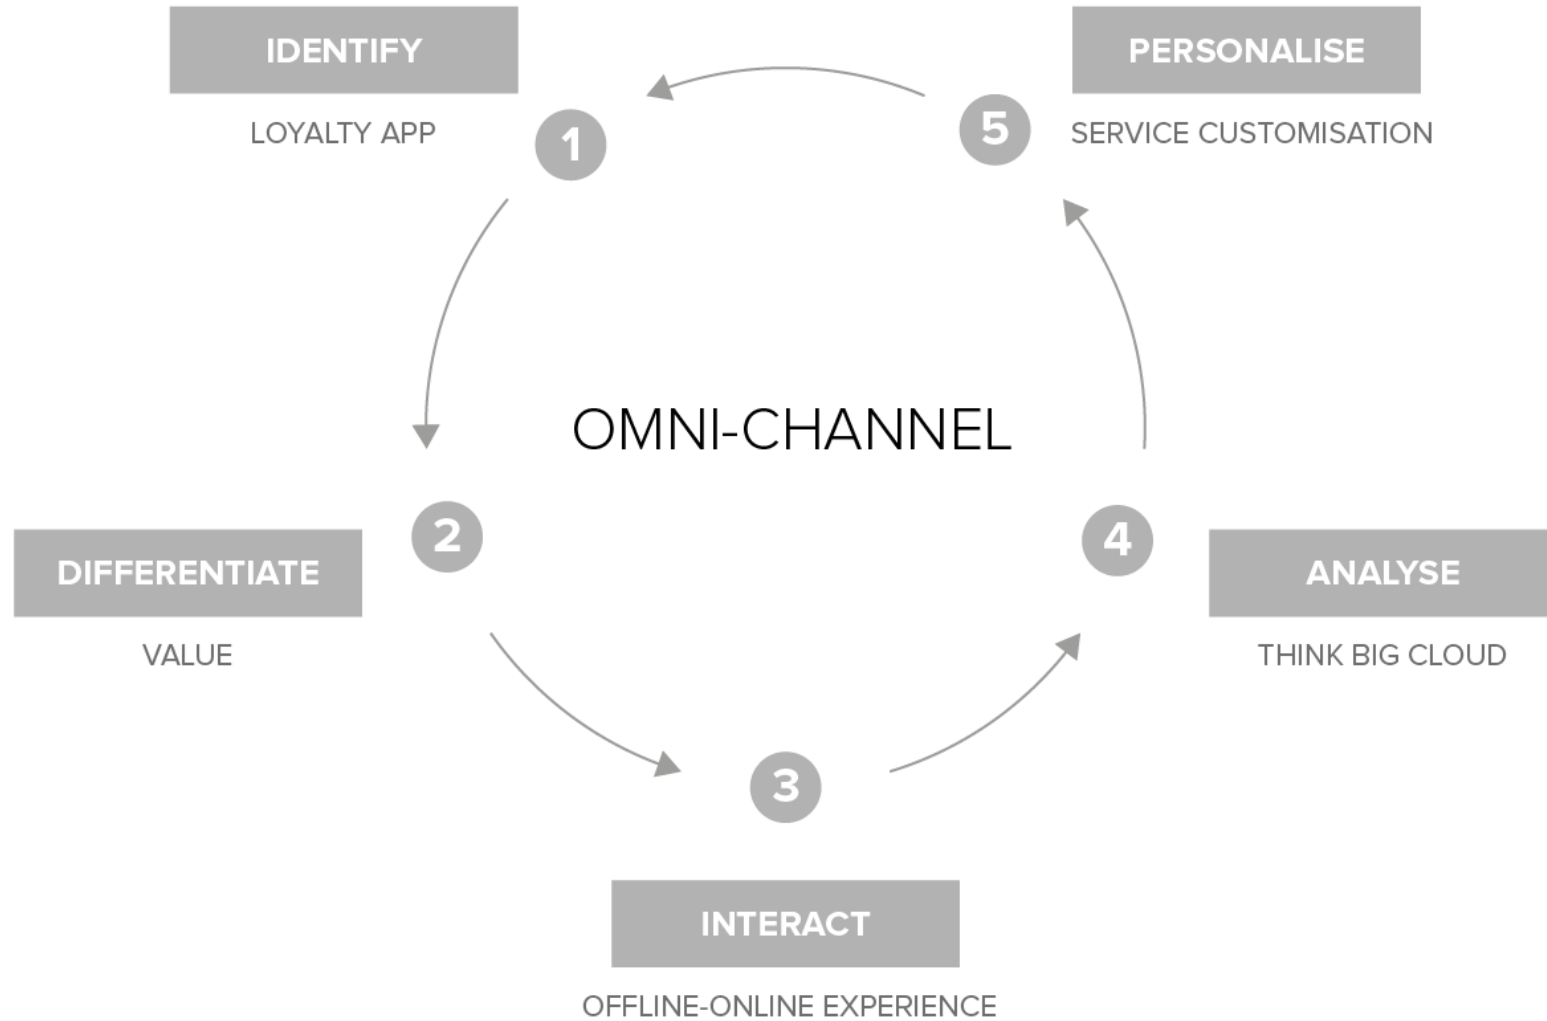 IDENTIFY
LOYALTY APP
1
PERSONALISE
SERVICE CUSTOMISATION
5
OMNI-CHANNEL
2
DIFFERENTIATE
VALUE
4
ANALYSE
THINK BIG CLOUD
3
INTERACT
OFFLINE-ONLINE EXPERIENCE